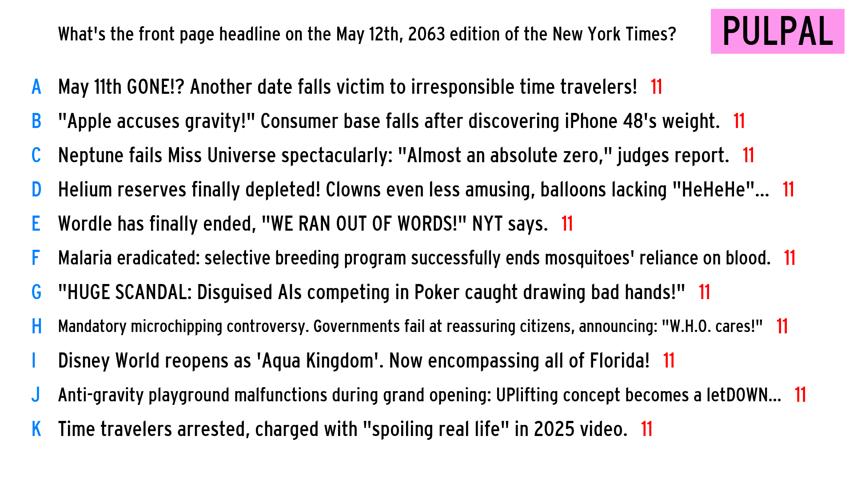 What's the front page headline on the May 12th, 2063 edition of the New York Times?
PULPAL
A May 11th GONE!? Another date falls victim to irresponsible time travelers! 11
B "Apple accuses gravity!" Consumer base falls after discovering iPhone 48's weight. 11
C Neptune fails Miss Universe spectacularly: "Almost an absolute zero," judges report. 11
D Helium reserves finally depleted! Clowns even less amusing, balloons lacking "HeHeHe"... 11
E Wordle has finally ended, "WE RAN OUT OF WORDS!" NYT says. 11
F Malaria eradicated: selective breeding program successfully ends mosquitoes' reliance on blood. 11
G "HUGE SCANDAL: Disguised AIs competing in Poker caught drawing bad hands!" 11
H Mandatory microchipping controversy. Governments fail at reassuring citizens, announcing: "W.H.O. cares!" 11
I Disney World reopens as 'Aqua Kingdom'. Now encompassing all of Florida! 11
J Anti-gravity playground malfunctions during grand opening: UPlifting concept becomes a letDOWN... 11
K Time travelers arrested, charged with "spoiling real life" in 2025 video. 11